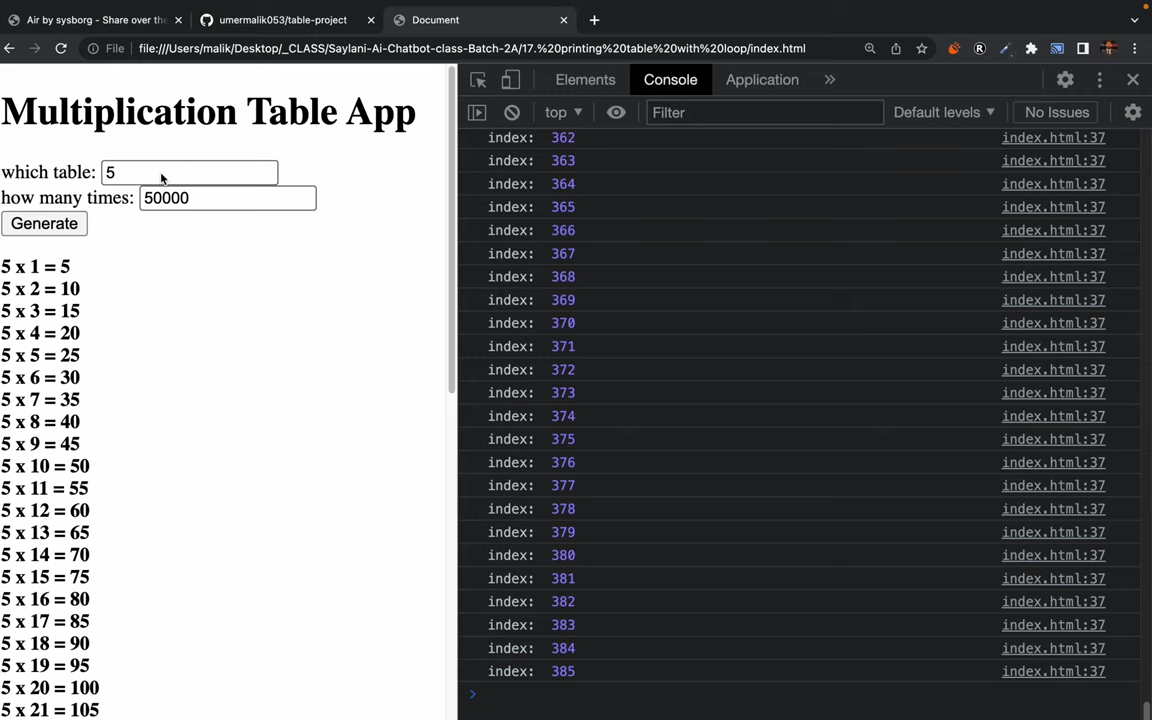 Air by sysborg - Share over the
umermalik053/table-project
Document
File
file:///Users/malik/Desktop/_CLASS/Saylani-Ai-Chatbot-class-Batch-2A/17.%20printing%20table%20with%20loop/index.html
Multiplication Table App
which table: 5
how many times: 50000
Generate
5 x 1 = 5
5 x 2 = 10
5 x 3 = 15
5 x 4 = 20
5 x 5 = 25
5 x 6 = 30
5 x 7 = 35
5 x 8 = 40
5 x 9 = 45
5 x 10 = 50
5 x 11 = 55
5 x 12 = 60
5 x 13 = 65
5 x 14 = 70
5 x 15 = 75
5 x 16 = 80
5 x 17 = 85
5 x 18 = 90
5 x 19 = 95
5 x 20 = 100
5 x 21 = 105
Elements Console Application
top Filter Default levels No Issues
index: 362 index.html:37
index: 363 index.html:37
index: 364 index.html:37
index: 365 index.html:37
index: 366 index.html:37
index: 367 index.html:37
index: 368 index.html:37
index: 369 index.html:37
index: 370 index.html:37
index: 371 index.html:37
index: 372 index.html:37
index: 373 index.html:37
index: 374 index.html:37
index: 375 index.html:37
index: 376 index.html:37
index: 377 index.html:37
index: 378 index.html:37
index: 379 index.html:37
index: 380 index.html:37
index: 381 index.html:37
index: 382 index.html:37
index: 383 index.html:37
index: 384 index.html:37
index: 385 index.html:37